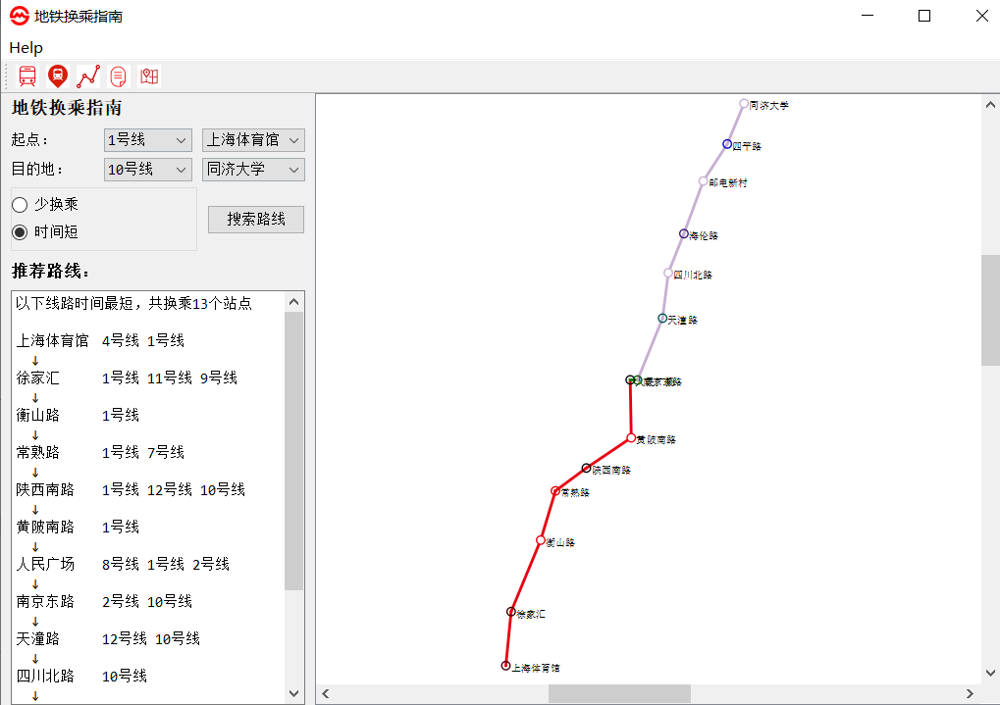 地铁换乘指南
Help
地铁换乘指南
起点： 1号线 上海体育馆
目的地： 10号线 同济大学
少换乘
时间短
搜索路线
推荐路线：
以下线路时间最短，共换乘13个站点
上海体育馆 4号线 1号线
↓
徐家汇 1号线 11号线 9号线
↓
衡山路 1号线
↓
常熟路 1号线 7号线
↓
陕西南路 1号线 12号线 10号线
↓
黄陂南路 1号线
↓
人民广场 8号线 1号线 2号线
↓
南京东路 2号线 10号线
↓
天潼路 12号线 10号线
↓
四川北路 10号线
↓
同济大学
四平路
邮电新村
海伦路
四川北路
天潼路
黄陂南路
陕西南路
常熟路
衡山路
徐家汇
上海体育馆